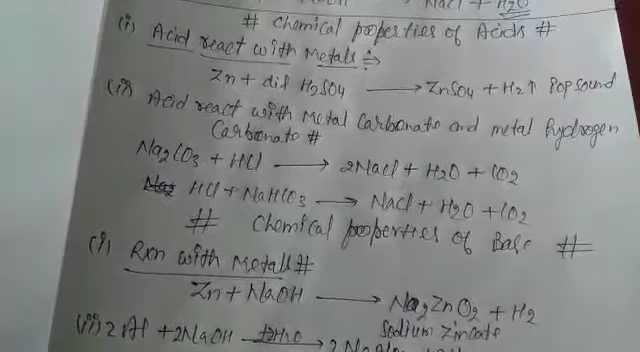 NaCl + H2O
# Chemical properties of Acids #
(i) Acid react with Metals ÷>
Zn + dil H2SO4 → ZnSO4 + H2↑ Pop sound
(ii) Acid react with Metal Carbonate and metal hydrogen
Carbonate #
Na2CO3 + HCl → 2NaCl + H2O + CO2
HCl + NaHCO3 → NaCl + H2O + CO2
# Chemical properties of Base #
(i) Rxn with Metals #
Zn + NaOH → Na2ZnO2 + H2
Sodium Zincate
(ii) 2Al + 2NaOH +2H2O →